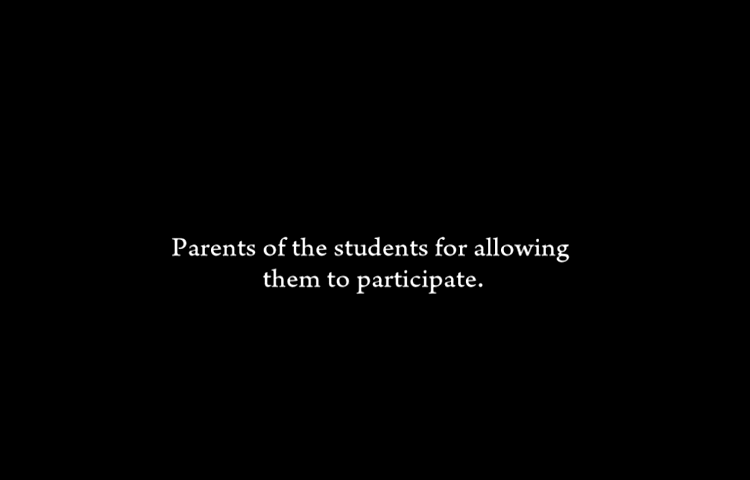 Parents of the students for allowing
them to participate.